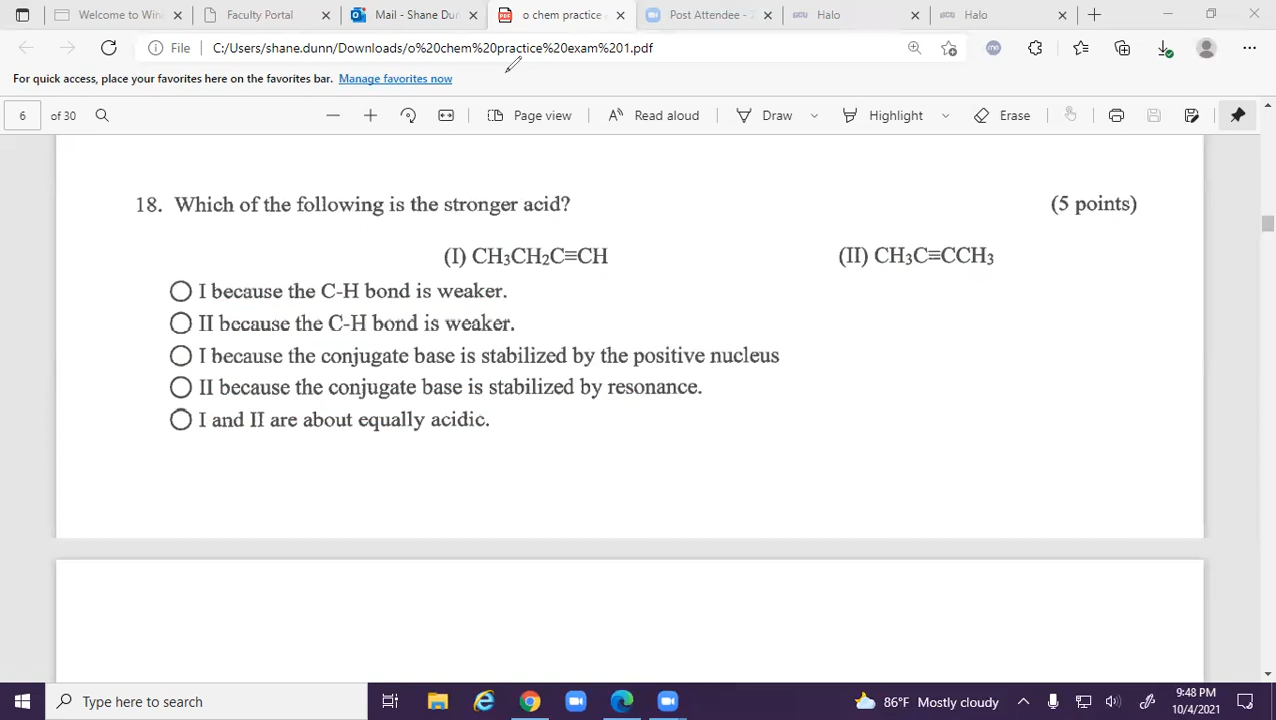 Welcome to Win
Faculty Portal
Mail - Shane Dun
PDF
o chem practice e
Post Attendee - Z
GCU Halo
GCU Halo
File C:/Users/shane.dunn/Downloads/o%20chem%20practice%20exam%201.pdf
For quick access, place your favorites here on the favorites bar. Manage favorites now
6 of 30 Page view Read aloud Draw Highlight Erase
18. Which of the following is the stronger acid? (5 points)
(I) CH3CH2C≡CH (II) CH3C≡CCH3
I because the C-H bond is weaker.
II because the C-H bond is weaker.
I because the conjugate base is stabilized by the positive nucleus
II because the conjugate base is stabilized by resonance.
I and II are about equally acidic.
Type here to search
86°F Mostly cloudy
9:48 PM
10/4/2021